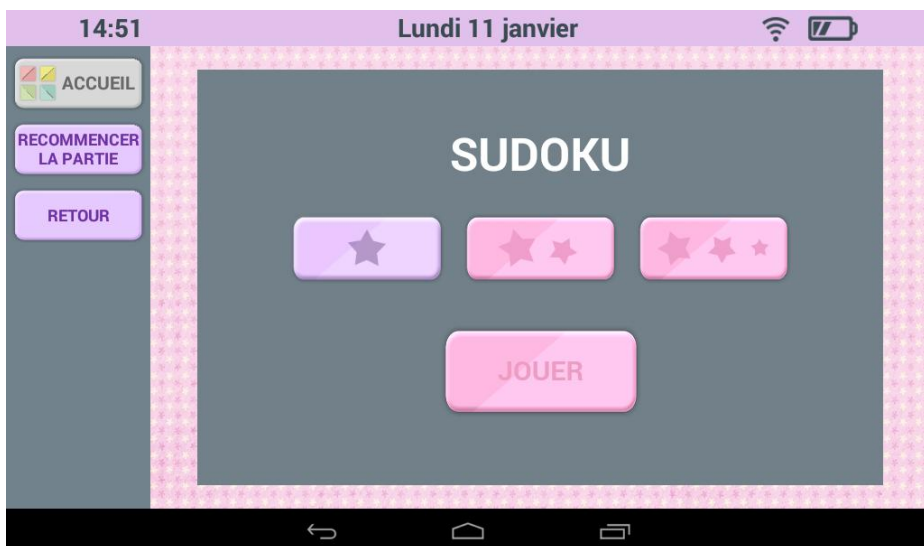 14:51
Lundi 11 janvier
ACCUEIL
RECOMMENCER
LA PARTIE
RETOUR
SUDOKU
JOUER